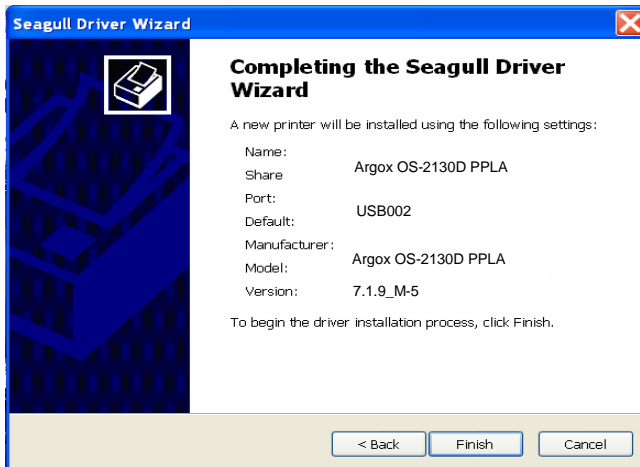 Seagull Driver Wizard
Completing the Seagull Driver
Wizard
A new printer will be installed using the following settings:
Name:
Argox OS-2130D PPLA
Share
Port:
USB002
Default:
Manufacturer:
Argox OS-2130D PPLA
Model:
Version:
7.1.9_M-5
To begin the driver installation process, click Finish.
< Back
Finish
Cancel